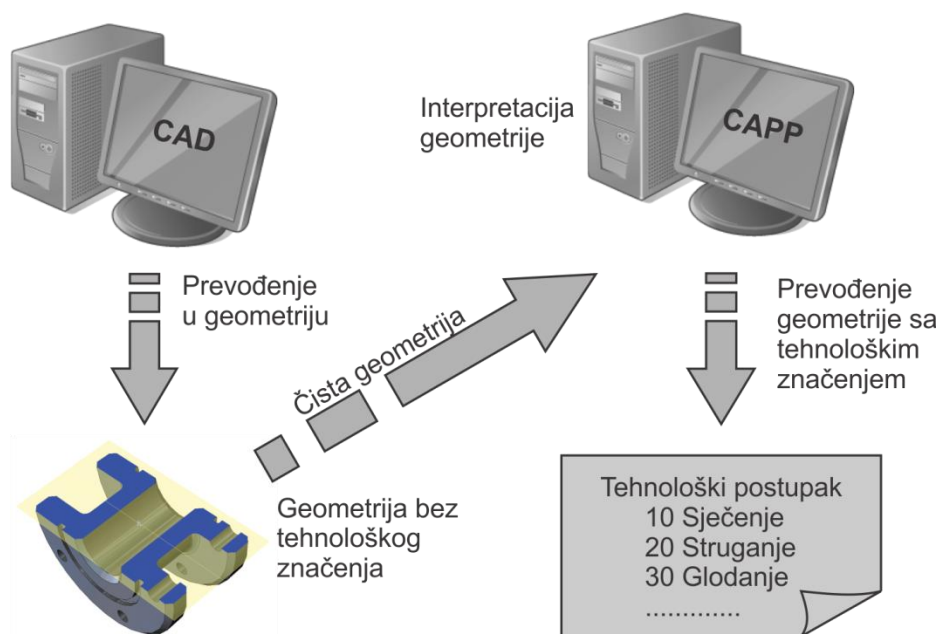 CAD
Interpretacija
geometrije
CAPP
Prevođenje
u geometriju
Čista geometrija
Prevođenje
geometrije sa
tehnološkim
značenjem
Geometrija bez
tehnološkog
značenja
Tehnološki postupak
10 Sječenje
20 Struganje
30 Glodanje
.............